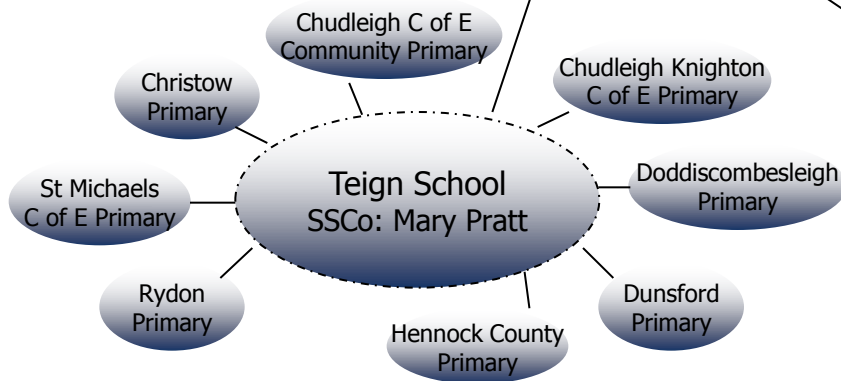 Chudleigh C of E
Community Primary
Christow
Primary
Chudleigh Knighton
C of E Primary
St Michaels
C of E Primary
Teign School
SSCo: Mary Pratt
Doddiscombesleigh
Primary
Rydon
Primary
Hennock County
Primary
Dunsford
Primary